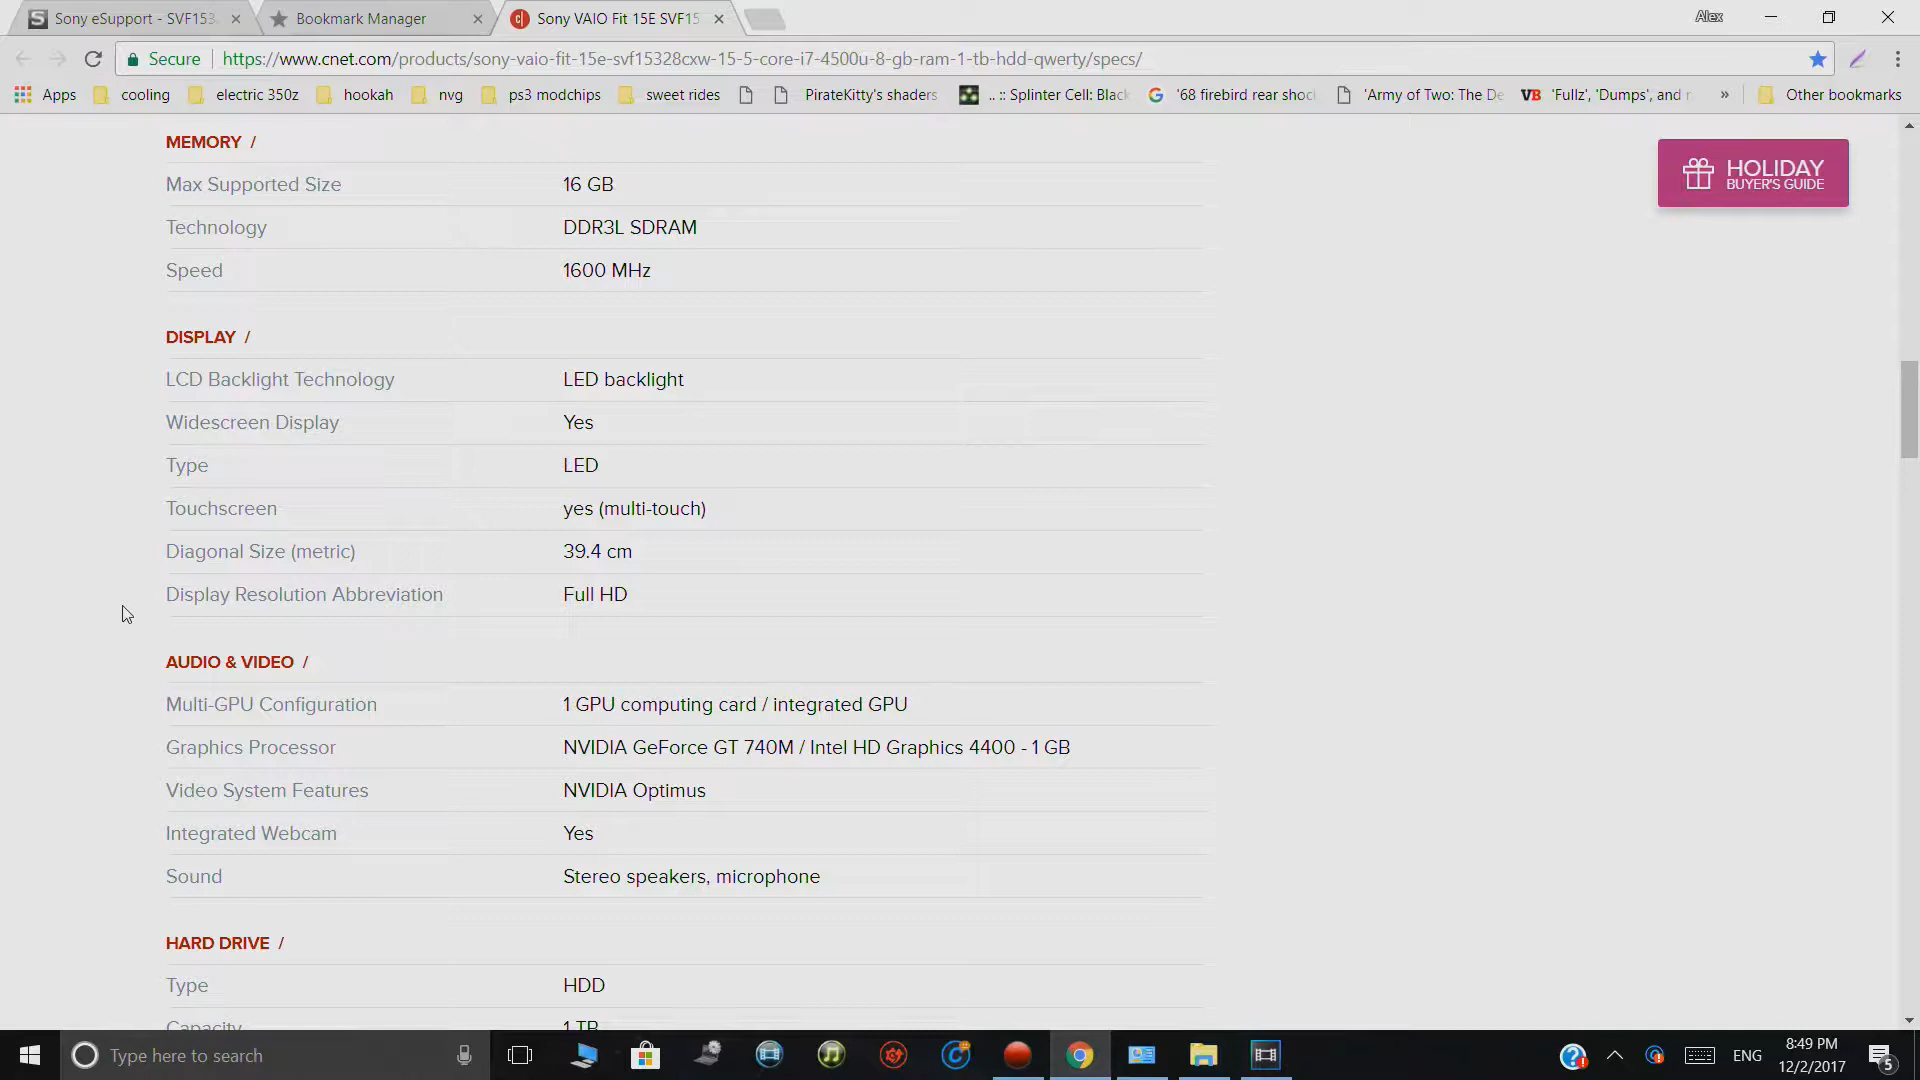 Sony eSupport - SVF153
Bookmark Manager
Sony VAIO Fit 15E SVF15
Alex
Secure
https://www.cnet.com/products/sony-vaio-fit-15e-svf15328cxw-15-5-core-i7-4500u-8-gb-ram-1-tb-hdd-qwerty/specs/
Apps cooling electric 350z hookah nvg ps3 modchips sweet rides PirateKitty's shaders .. :: Splinter Cell: Black '68 firebird rear shoc 'Army of Two: The De VB 'Fullz', 'Dumps', and » Other bookmarks
HOLIDAY
BUYER'S GUIDE
MEMORY /
Max Supported Size 16 GB
Technology DDR3L SDRAM
Speed 1600 MHz
DISPLAY /
LCD Backlight Technology LED backlight
Widescreen Display Yes
Type LED
Touchscreen yes (multi-touch)
Diagonal Size (metric) 39.4 cm
Display Resolution Abbreviation Full HD
AUDIO & VIDEO /
Multi-GPU Configuration 1 GPU computing card / integrated GPU
Graphics Processor NVIDIA GeForce GT 740M / Intel HD Graphics 4400 - 1 GB
Video System Features NVIDIA Optimus
Integrated Webcam Yes
Sound Stereo speakers, microphone
HARD DRIVE /
Type HDD
Capacity 1 TB
Type here to search
ENG
8:49 PM
12/2/2017
5